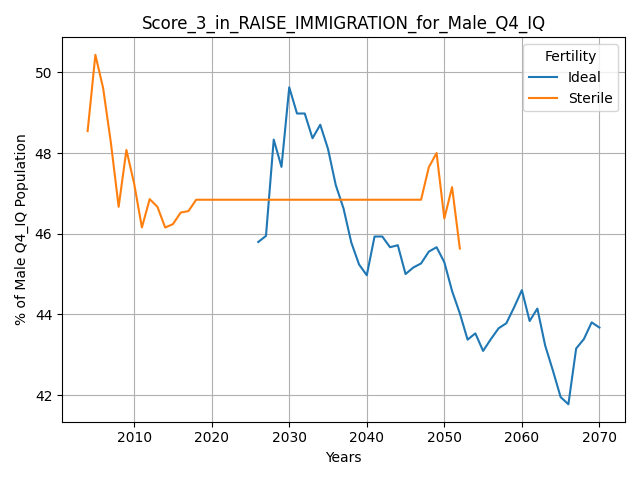 Score_3_in_RAISE_IMMIGRATION_for_Male_Q4_IQ
Fertility
Ideal
Sterile
% of Male Q4_IQ Population
50
48
46
44
42
2010 2020 2030 2040 2050 2060 2070
Years